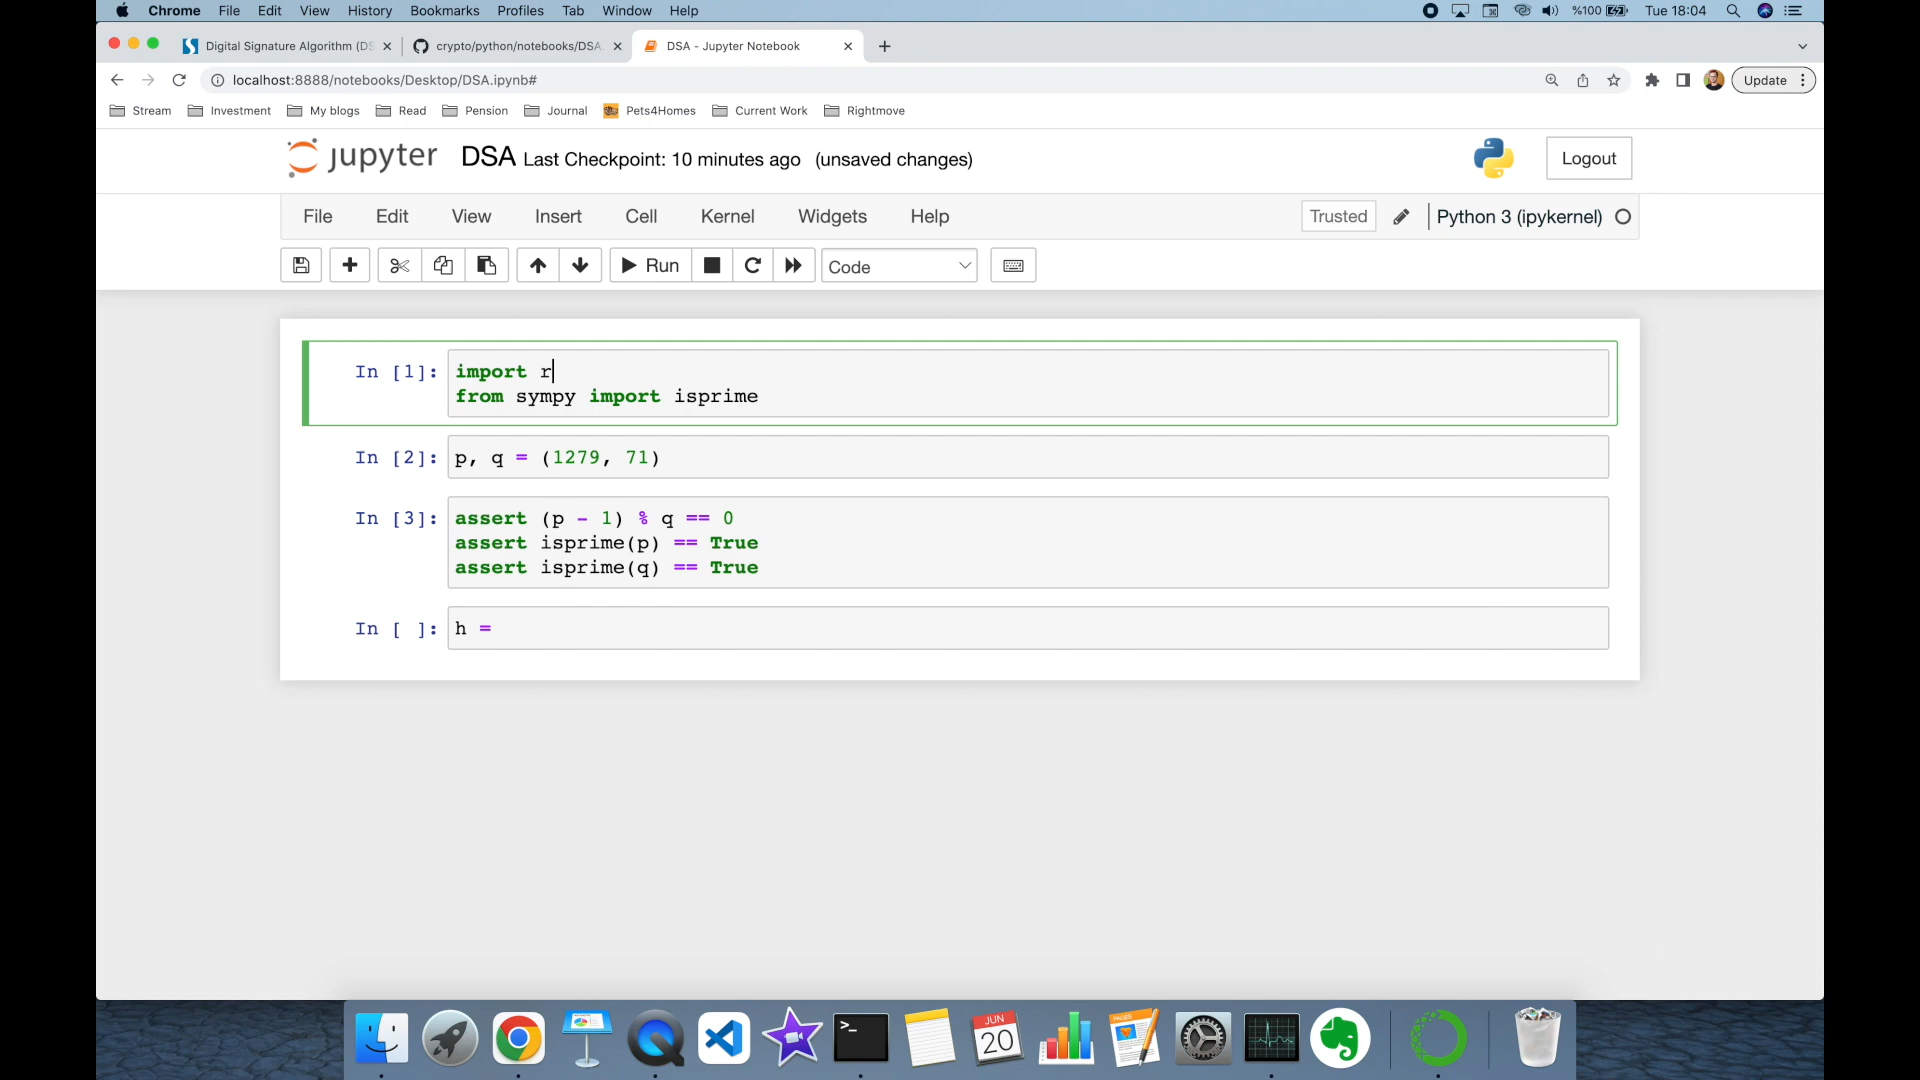 Chrome File Edit View History Bookmarks Profiles Tab Window Help %100 Tue 18:04
Digital Signature Algorithm (DS crypto/python/notebooks/DSA. DSA - Jupyter Notebook
localhost:8888/notebooks/Desktop/DSA.ipynb# Update
Stream Investment My blogs Read Pension Journal Pets4Homes Current Work Rightmove
jupyter DSA Last Checkpoint: 10 minutes ago (unsaved changes) Logout
File Edit View Insert Cell Kernel Widgets Help Trusted Python 3 (ipykernel)
Run Code
In [1]: import r
from sympy import isprime
In [2]: p, q = (1279, 71)
In [3]: assert (p - 1) % q == 0
assert isprime(p) == True
assert isprime(q) == True
In [ ]: h =
JUN
20
PAGES